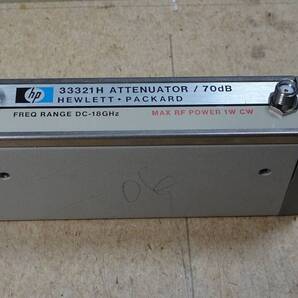 hp
33321H ATTENUATOR / 70dB
HEWLETT • PACKARD
FREQ RANGE DC-18GHz
MAX RF POWER 1W CW